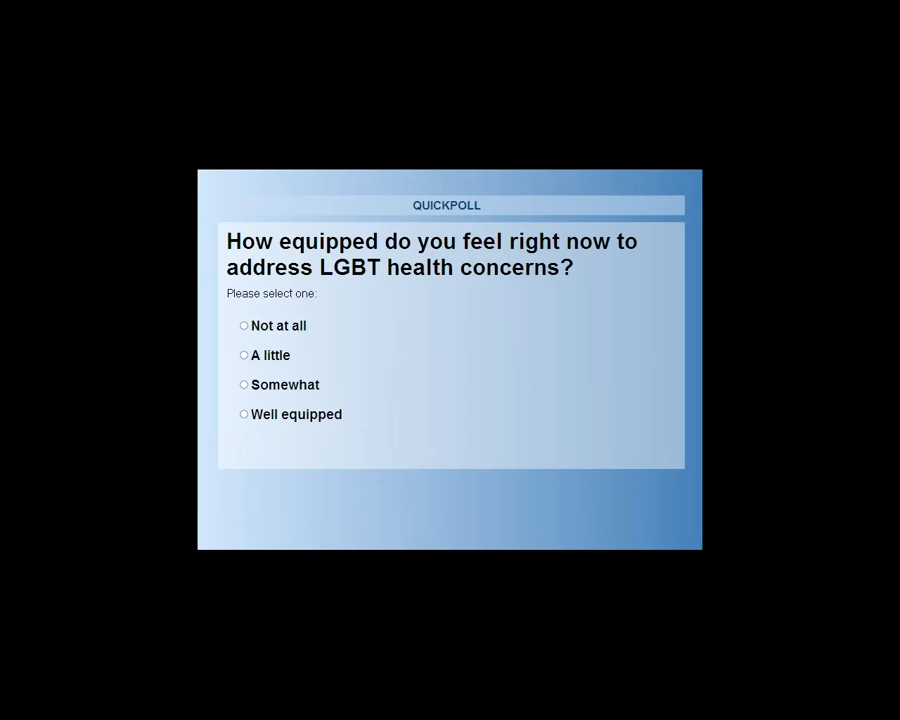 QUICKPOLL
How equipped do you feel right now to
address LGBT health concerns?
Please select one:
Not at all
A little
Somewhat
Well equipped